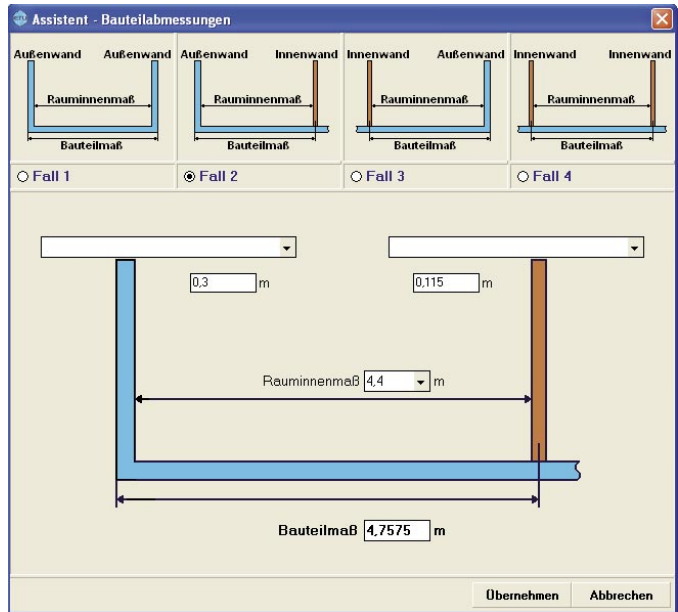 Assistent - Bauteilabmessungen
Außenwand Außenwand Außenwand Innenwand Innenwand Außenwand Innenwand Innenwand
Rauminnenmaß Rauminnenmaß Rauminnenmaß Rauminnenmaß
Bauteilmaß Bauteilmaß Bauteilmaß Bauteilmaß
Fall 1 Fall 2 Fall 3 Fall 4
0,3 m 0,115 m
Rauminnenmaß 4,4 m
Bauteilmaß 4,7575 m
Übernehmen Abbrechen